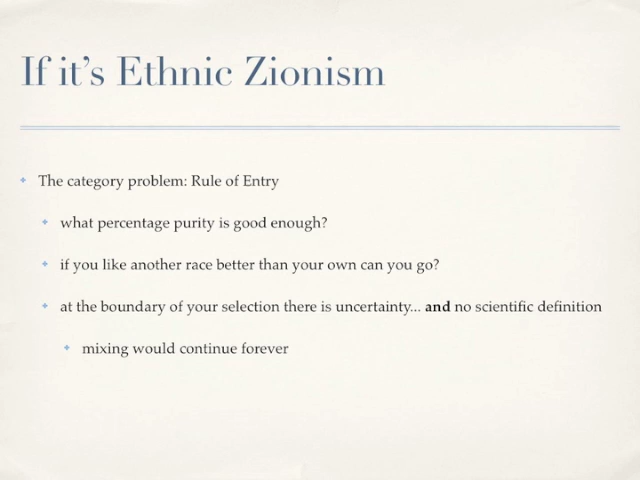 If it's Ethnic Zionism
The category problem: Rule of Entry
what percentage purity is good enough?
if you like another race better than your own can you go?
at the boundary of your selection there is uncertainty... and no scientific definition
mixing would continue forever